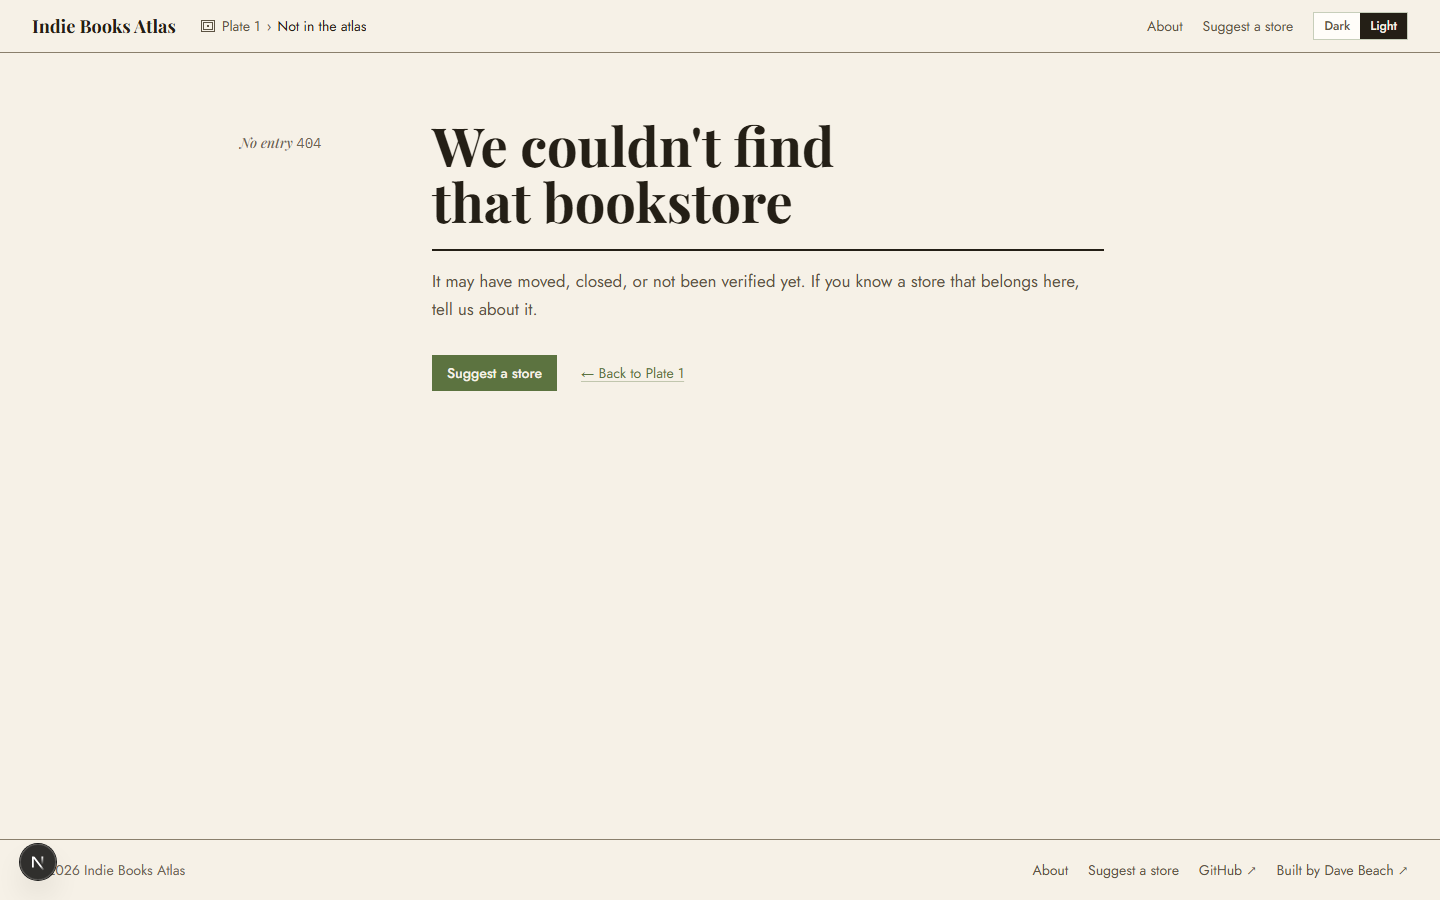 Indie Books Atlas
Plate 1 › Not in the atlas
About
Suggest a store
Dark
Light
No entry 404
We couldn't find
that bookstore
It may have moved, closed, or not been verified yet. If you know a store that belongs here,
tell us about it.
Suggest a store
← Back to Plate 1
N
026 Indie Books Atlas
About
Suggest a store
GitHub ↗
Built by Dave Beach ↗